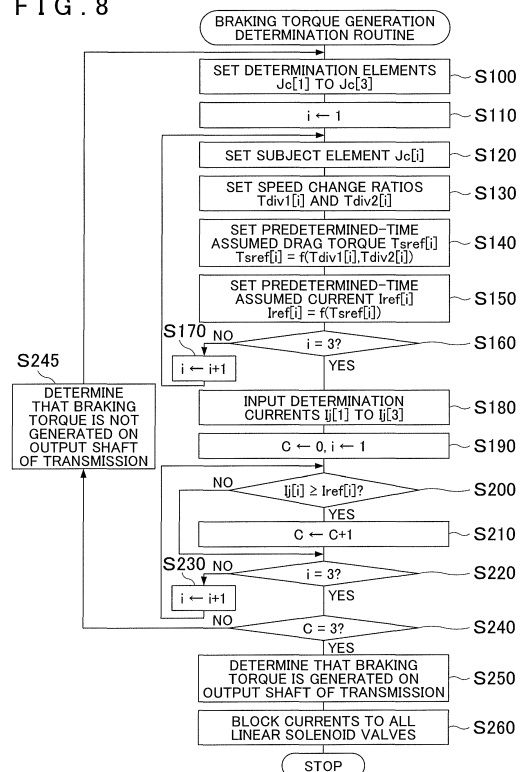 FIG.8
BRAKING TORQUE GENERATION
DETERMINATION ROUTINE
SET DETERMINATION ELEMENTS
Jc[1] TO Jc[3]
S100
i ← 1
S110
SET SUBJECT ELEMENT Jc[i]
S120
SET SPEED CHANGE RATIOS
Tdiv1[i] AND Tdiv2[i]
S130
SET PREDETERMINED-TIME
ASSUMED DRAG TORQUE Tsref[i]
Tsref[i] = f(Tdiv1[i],Tdiv2[i])
S140
SET PREDETERMINED-TIME
ASSUMED CURRENT Iref[i]
Iref[i] = f(Tsref[i])
S150
S170
NO
i = 3?
S160
i ← i+1
YES
S245
DETERMINE
THAT BRAKING
TORQUE IS NOT
GENERATED ON
OUTPUT SHAFT
OF TRANSMISSION
INPUT DETERMINATION
CURRENTS Ij[1] TO Ij[3]
S180
C ← 0, i ← 1
S190
NO
Ij[i] ≥ Iref[i]?
S200
YES
C ← C+1
S210
S230
NO
i = 3?
S220
i ← i+1
YES
NO
C = 3?
S240
YES
DETERMINE THAT BRAKING
TORQUE IS GENERATED ON
OUTPUT SHAFT OF TRANSMISSION
S250
BLOCK CURRENTS TO ALL
LINEAR SOLENOID VALVES
S260
STOP